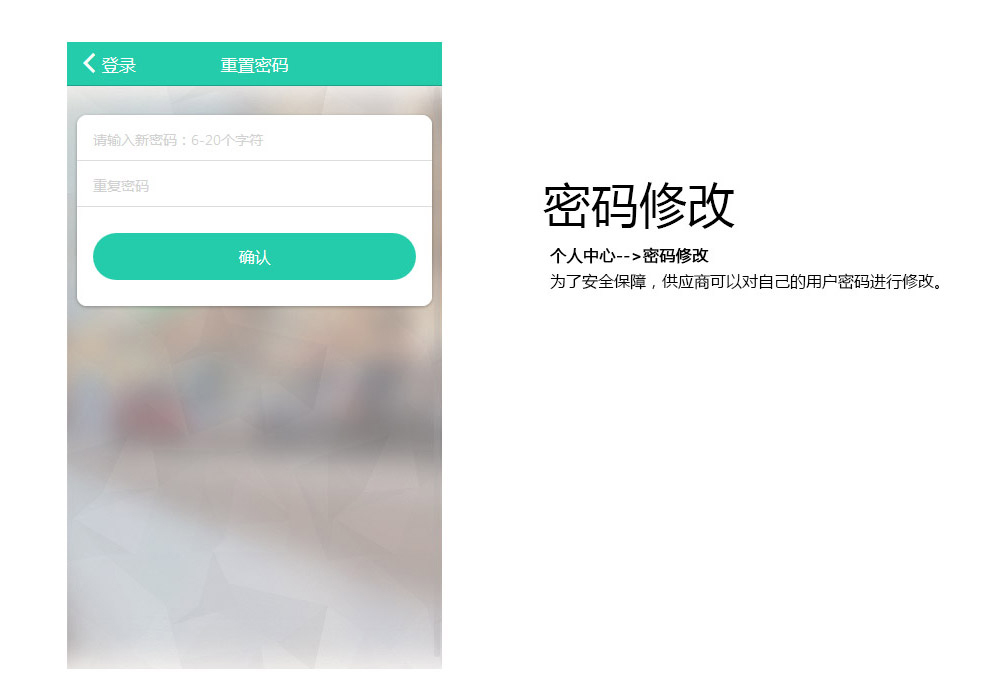 登录
重置密码
请输入新密码：6-20个字符
重复密码
确认
密码修改
个人中心-->密码修改
为了安全保障，供应商可以对自己的用户密码进行修改。